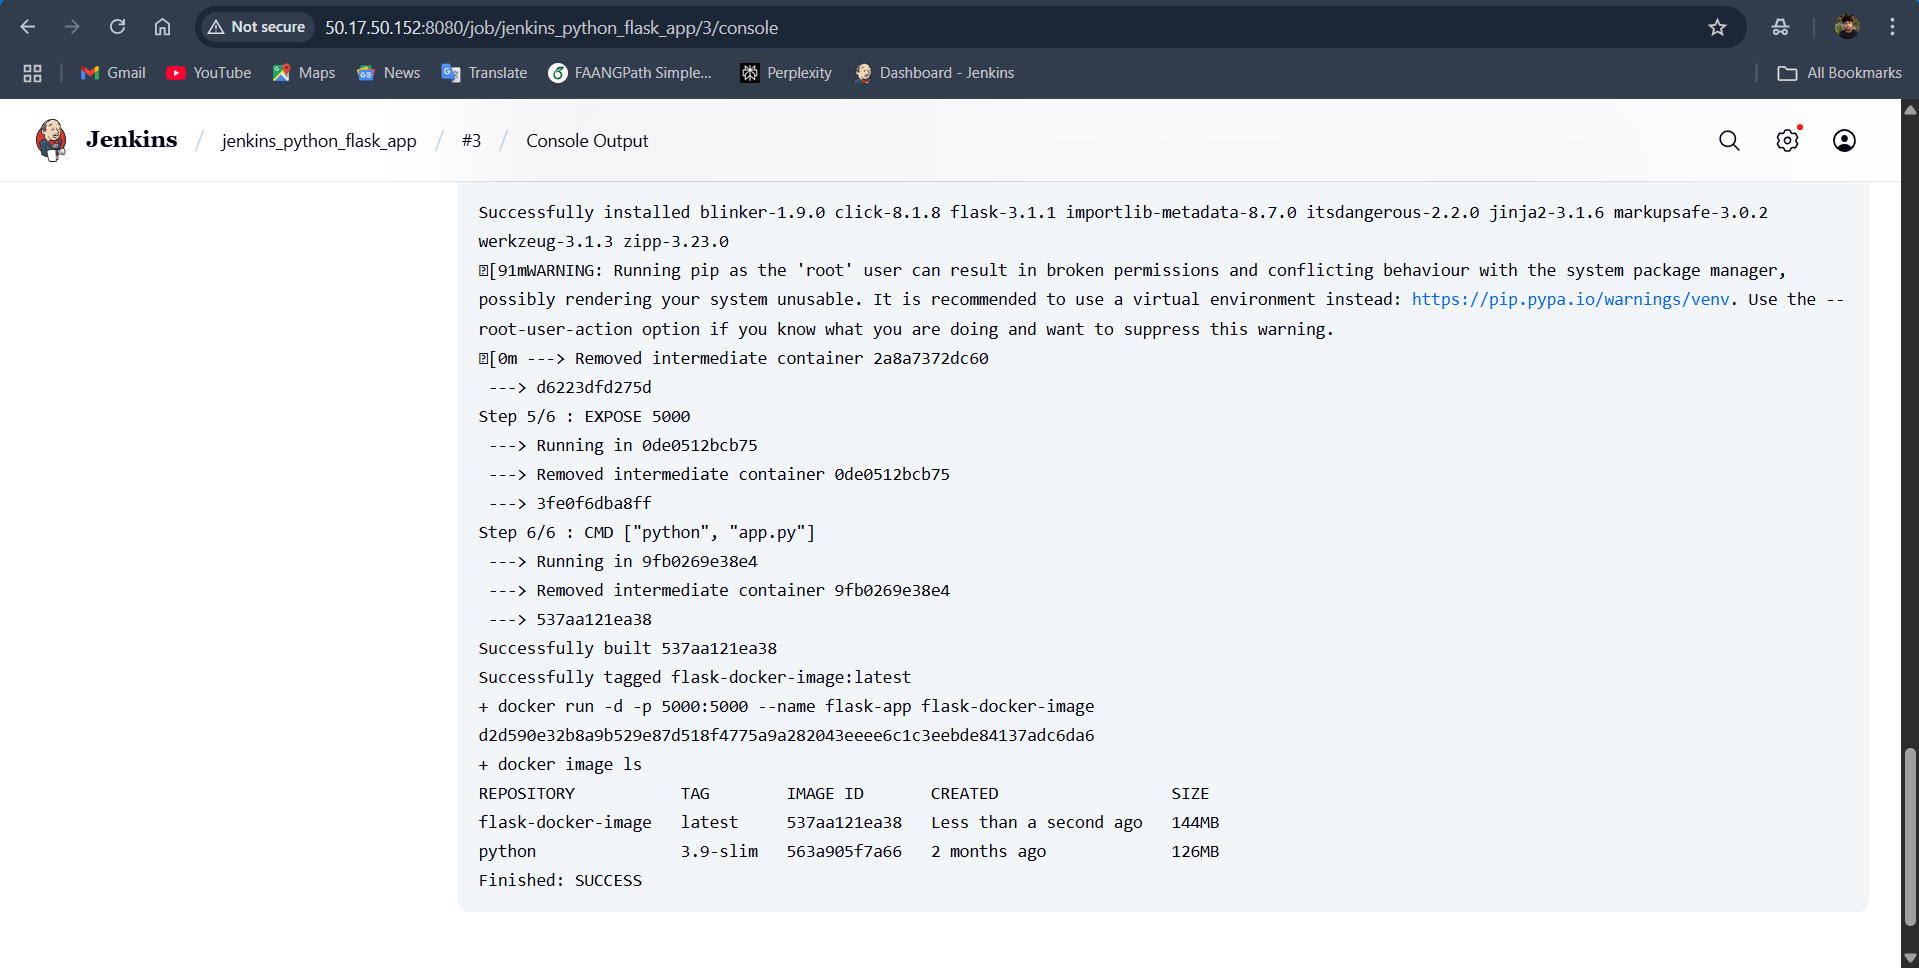 Not secure 50.17.50.152:8080/job/jenkins_python_flask_app/3/console
Gmail YouTube Maps News Translate FAANGPath Simple... Perplexity Dashboard - Jenkins All Bookmarks
Jenkins / jenkins_python_flask_app / #3 / Console Output
Successfully installed blinker-1.9.0 click-8.1.8 flask-3.1.1 importlib-metadata-8.7.0 itsdangerous-2.2.0 jinja2-3.1.6 markupsafe-3.0.2
werkzeug-3.1.3 zipp-3.23.0
[91mWARNING: Running pip as the 'root' user can result in broken permissions and conflicting behaviour with the system package manager,
possibly rendering your system unusable. It is recommended to use a virtual environment instead: https://pip.pypa.io/warnings/venv. Use the --
root-user-action option if you know what you are doing and want to suppress this warning.
[0m ---> Removed intermediate container 2a8a7372dc60
---> d6223dfd275d
Step 5/6 : EXPOSE 5000
---> Running in 0de0512bcb75
---> Removed intermediate container 0de0512bcb75
---> 3fe0f6dba8ff
Step 6/6 : CMD ["python", "app.py"]
---> Running in 9fb0269e38e4
---> Removed intermediate container 9fb0269e38e4
---> 537aa121ea38
Successfully built 537aa121ea38
Successfully tagged flask-docker-image:latest
+ docker run -d -p 5000:5000 --name flask-app flask-docker-image
d2d590e32b8a9b529e87d518f4775a9a282043eeee6c1c3eebde84137adc6da6
+ docker image ls
REPOSITORY TAG IMAGE ID CREATED SIZE
flask-docker-image latest 537aa121ea38 Less than a second ago 144MB
python 3.9-slim 563a905f7a66 2 months ago 126MB
Finished: SUCCESS